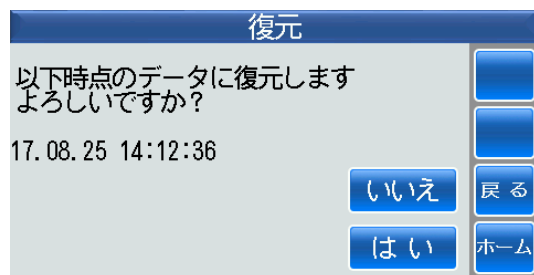 復元
以下時点のデータに復元します
よろしいですか？
17.08.25 14:12:36
いいえ
戻る
はい
ホーム